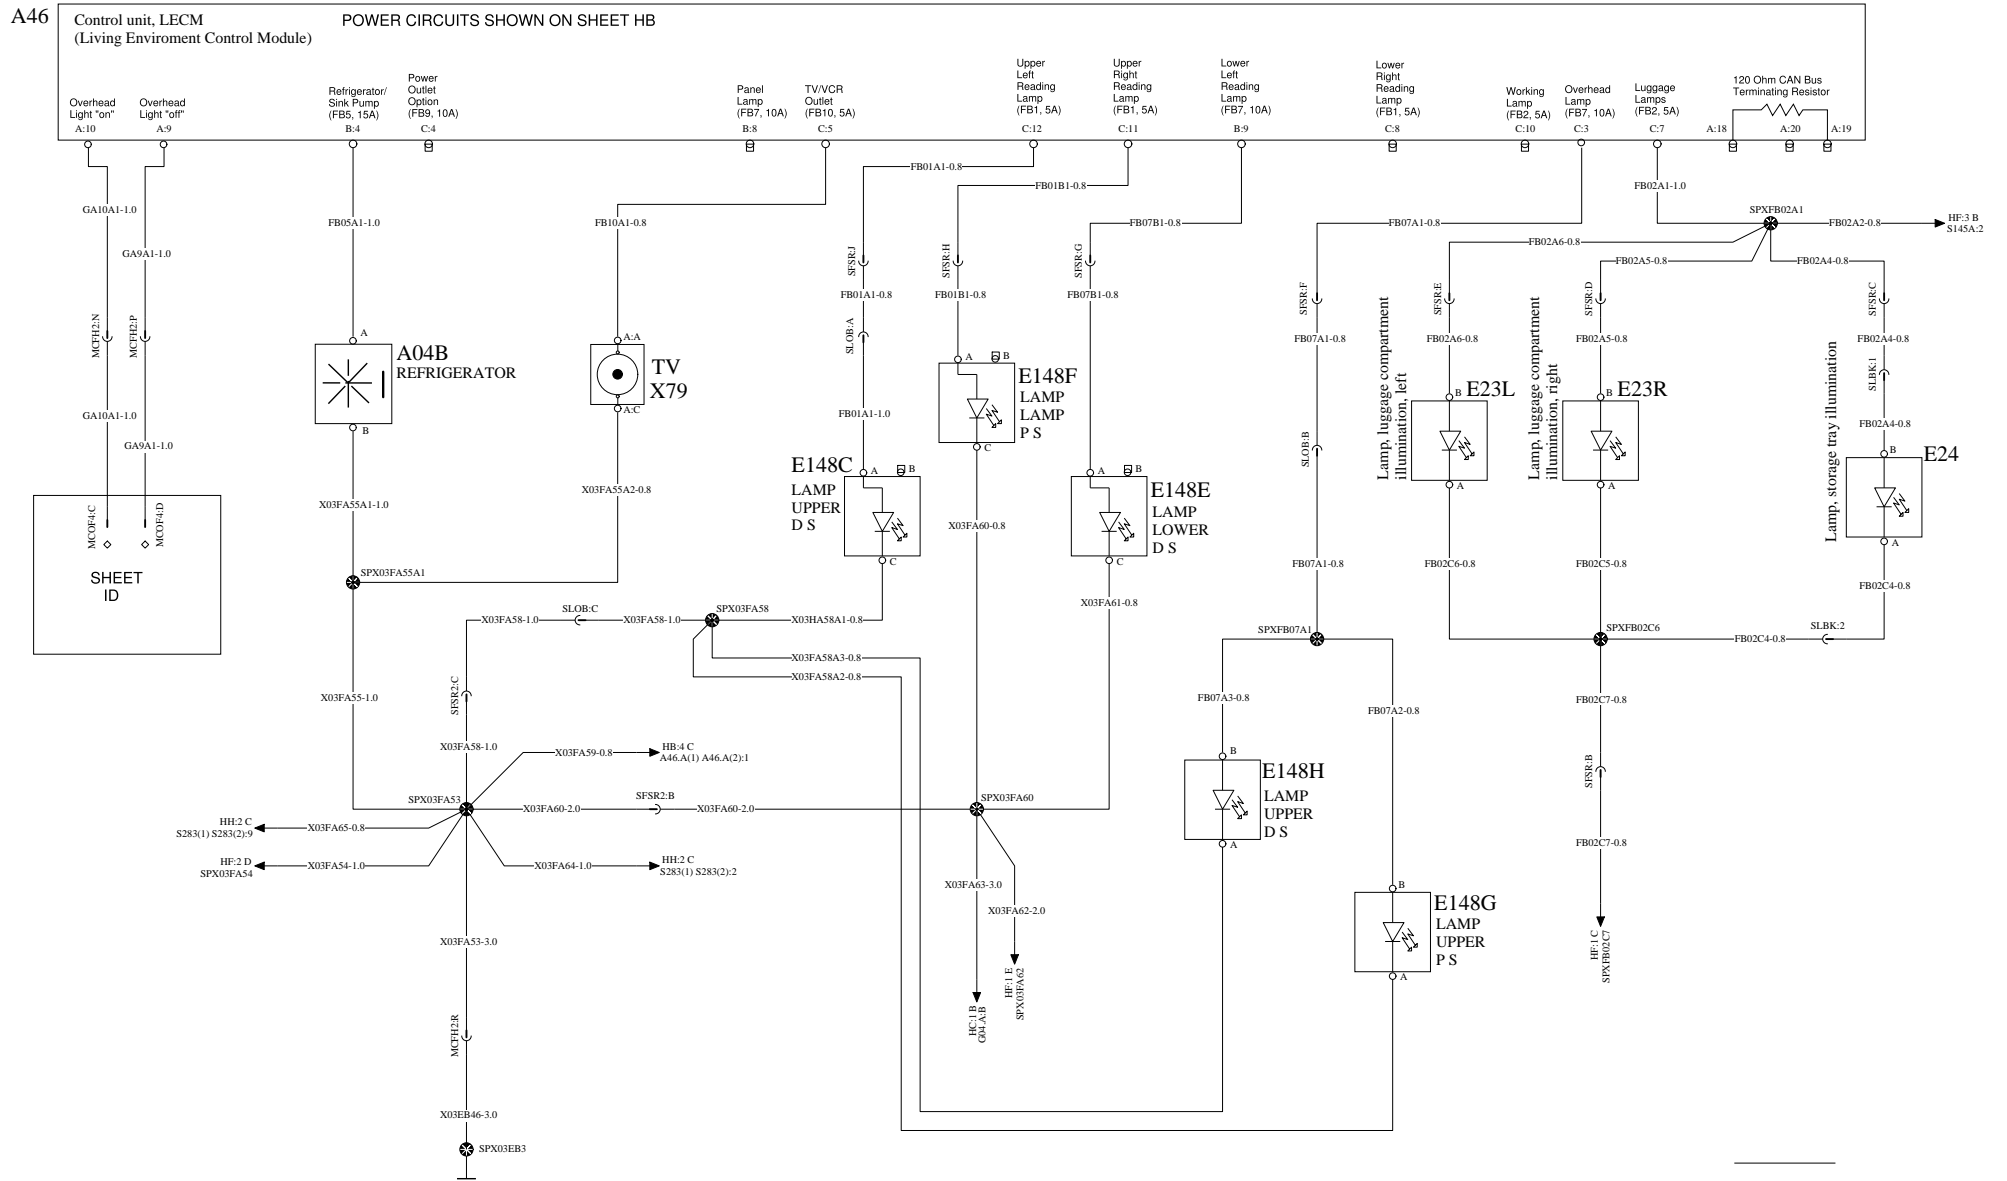 A46
Control unit, LECM
(Living Enviroment Control Module)
POWER CIRCUITS SHOWN ON SHEET HB
Overhead
Light "on"
A:10
Overhead
Light "off"
A:9
Refrigerator/
Sink Pump
(FB5, 15A)
B:4
Power
Outlet
Option
(FB9, 10A)
C:4
Panel
Lamp
(FB7, 10A)
B:8
TV/VCR
Outlet
(FB10, 5A)
C:5
Upper
Left
Reading
Lamp
(FB1, 5A)
C:12
Upper
Right
Reading
Lamp
(FB1, 5A)
C:11
Lower
Left
Reading
Lamp
(FB7, 10A)
B:9
Lower
Right
Reading
Lamp
(FB1, 5A)
C:8
Working
Lamp
(FB2, 5A)
C:10
Overhead
Lamp
(FB7, 10A)
C:3
Luggage
Lamps
(FB2, 5A)
C:7
120 Ohm CAN Bus
Terminating Resistor
A:18
A:20
A:19
GA10A1-1.0
GA9A1-1.0
MCFH2:N
MCFH2:P
GA10A1-1.0
GA9A1-1.0
MCOF4:C
MCOF4:D
SHEET
ID
FB05A1-1.0
A
A04B
REFRIGERATOR
B
X03FA55A1-1.0
SPX03FA55A1
X03FA55-1.0
FB10A1-0.8
A:A
TV
X79
A:C
X03FA55A2-0.8
FB01A1-0.8
SFSR:J
FB01A1-0.8
SLOB:A
FB01A1-1.0
E148C
LAMP
UPPER
D S
A
B
C
FB01B1-0.8
SFSR:H
FB01B1-0.8
A
B
E148F
LAMP
LAMP
P S
C
X03FA60-0.8
FB07B1-0.8
SFSR:G
FB07B1-0.8
A
B
E148E
LAMP
LOWER
D S
C
X03FA61-0.8
FB07A1-0.8
SFSR:F
FB07A1-0.8
SLOB:B
FB07A1-0.8
SPXFB07A1
FB07A3-0.8
FB07A2-0.8
B
E148H
LAMP
UPPER
D S
A
B
E148G
LAMP
UPPER
P S
A
FB02A1-1.0
SPXFB02A1
FB02A2-0.8
HF:3 B
S145A:2
FB02A6-0.8
FB02A5-0.8
FB02A4-0.8
SFSR:E
SFSR:D
SFSR:C
FB02A6-0.8
FB02A5-0.8
FB02A4-0.8
SLBK:1
FB02A4-0.8
Lamp, luggage compartment
illumination, left
B
E23L
A
Lamp, luggage compartment
illumination, right
B
E23R
A
Lamp, storage tray illumination
B
E24
A
FB02C6-0.8
FB02C5-0.8
FB02C4-0.8
SPXFB02C6
FB02C4-0.8
SLBK:2
FB02C7-0.8
SFSR:B
FB02C7-0.8
HF:1 C
SPXFB02C7
X03FA58-1.0
SLOB:C
X03FA58-1.0
SPX03FA58
X03HA58A1-0.8
X03FA58A3-0.8
X03FA58A2-0.8
SFSR2:C
X03FA58-1.0
X03FA59-0.8
HB:4 C
A46.A(1) A46.A(2):1
SPX03FA53
X03FA60-2.0
SFSR2:B
X03FA60-2.0
SPX03FA60
HH:2 C
S283(1) S283(2):9
X03FA65-0.8
HF:2 D
SPX03FA54
X03FA54-1.0
X03FA64-1.0
HH:2 C
S283(1) S283(2):2
X03FA63-3.0
X03FA62-2.0
HC:1 B
G04.A:B
HF:1 E
SPX03FA62
X03FA53-3.0
MCFH2:R
X03EB46-3.0
SPX03EB3